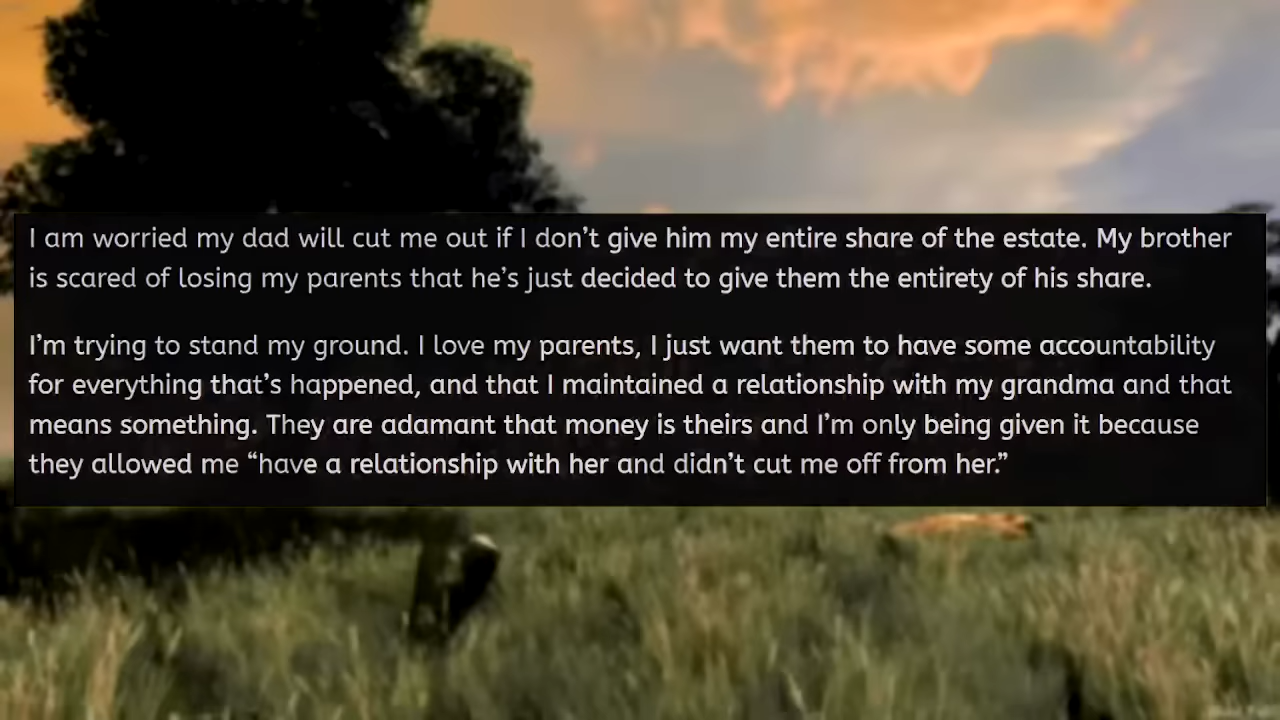 I am worried my dad will cut me out if I don’t give him my entire share of the estate. My brother
is scared of losing my parents that he’s just decided to give them the entirety of his share.
I’m trying to stand my ground. I love my parents, I just want them to have some accountability
for everything that’s happened, and that I maintained a relationship with my grandma and that
means something. They are adamant that money is theirs and I’m only being given it because
they allowed me “have a relationship with her and didn’t cut me off from her.”